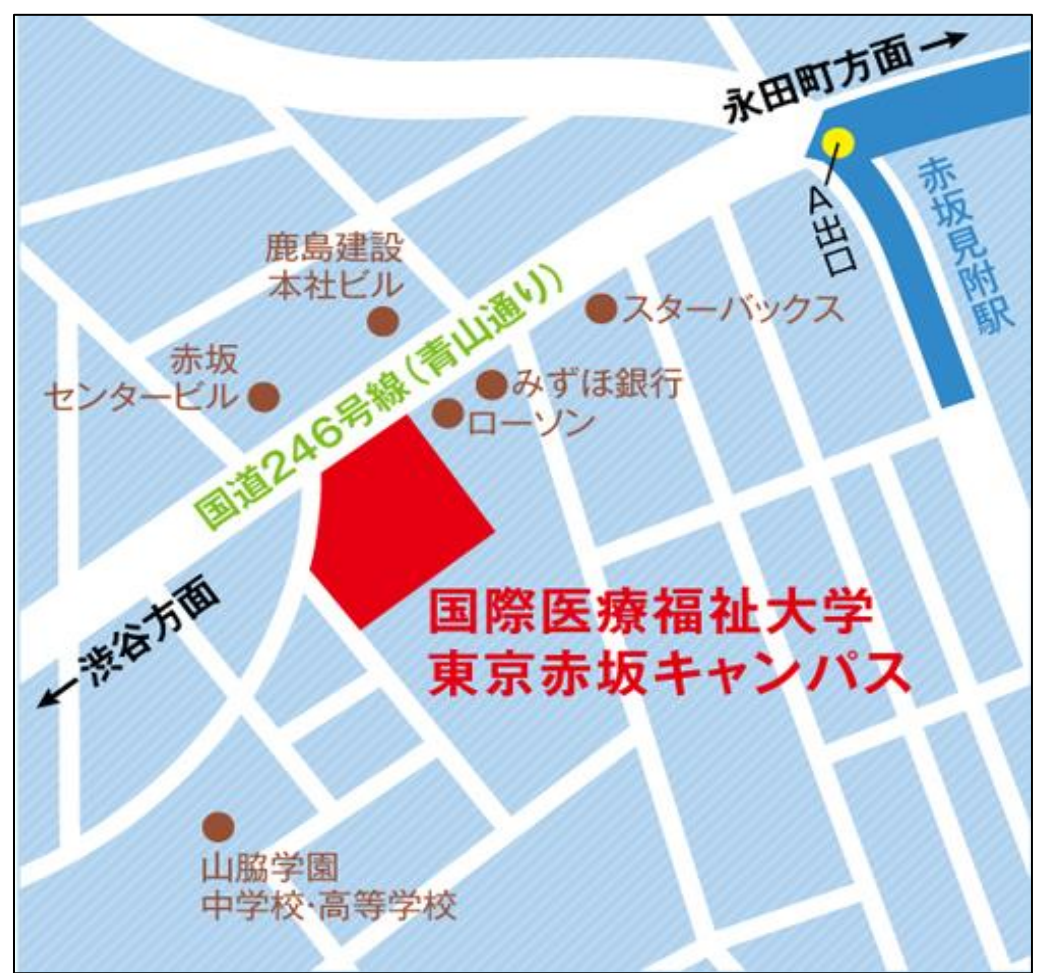 永田町方面→
A出口
赤坂見附駅
鹿島建設
本社ビル
スターバックス
赤坂
センタービル
みずほ銀行
ローソン
国道246号線(青山通り)
国際医療福祉大学
東京赤坂キャンパス
←渋谷方面
山脇学園
中学校・高等学校